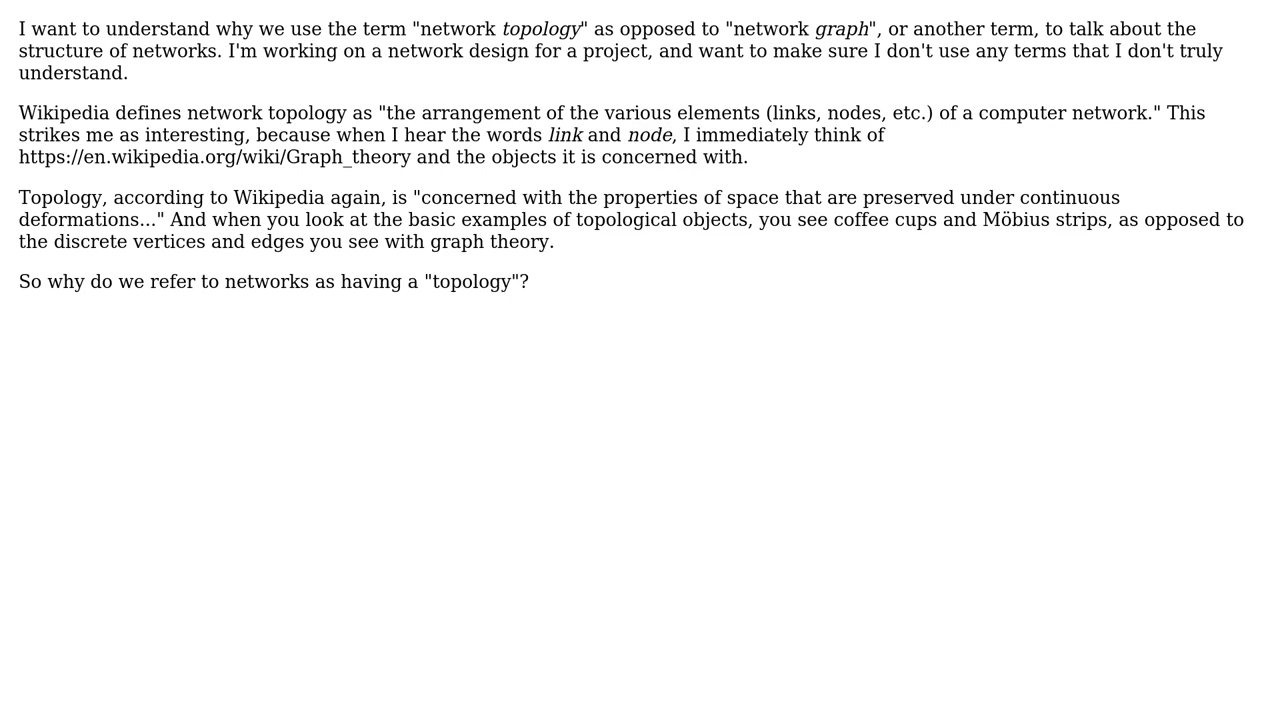 I want to understand why we use the term "network topology" as opposed to "network graph", or another term, to talk about the
structure of networks. I'm working on a network design for a project, and want to make sure I don't use any terms that I don't truly
understand.
Wikipedia defines network topology as "the arrangement of the various elements (links, nodes, etc.) of a computer network." This
strikes me as interesting, because when I hear the words link and node, I immediately think of
https://en.wikipedia.org/wiki/Graph_theory and the objects it is concerned with.
Topology, according to Wikipedia again, is "concerned with the properties of space that are preserved under continuous
deformations..." And when you look at the basic examples of topological objects, you see coffee cups and Möbius strips, as opposed to
the discrete vertices and edges you see with graph theory.
So why do we refer to networks as having a "topology"?